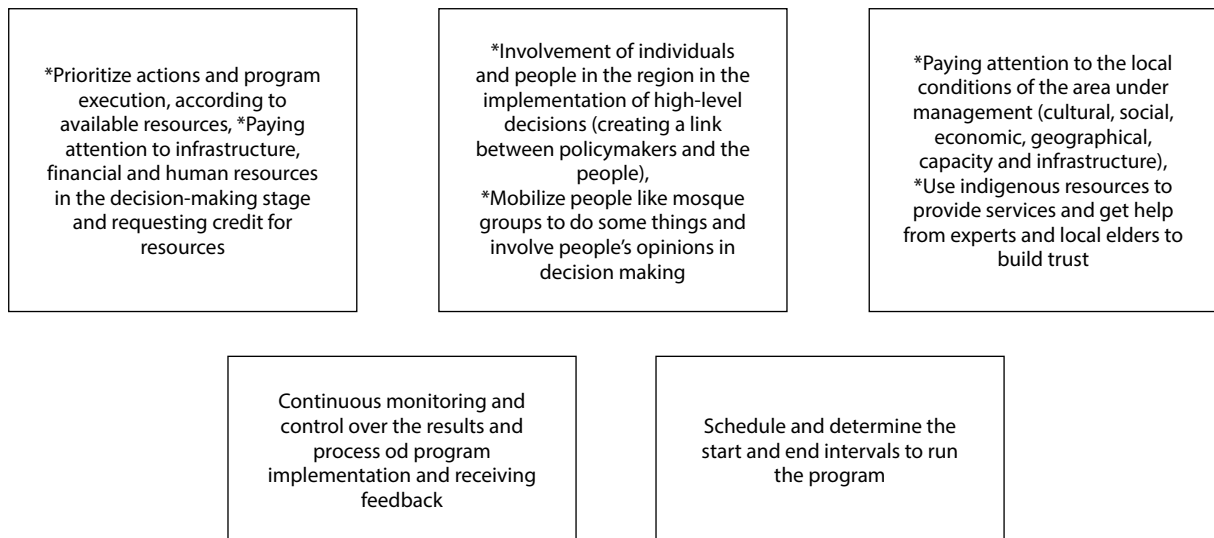 *Prioritize actions and program
execution, according to
available resources, *Paying
attention to infrastructure,
financial and human resources
in the decision-making stage
and requesting credit for
resources
*Involvement of individuals
and people in the region in the
implementation of high-level
decisions (creating a link
between policymakers and the
people),
*Mobilize people like mosque
groups to do some things and
involve people’s opinions in
decision making
*Paying attention to the local
conditions of the area under
management (cultural, social,
economic, geographical,
capacity and infrastructure),
*Use indigenous resources to
provide services and get help
from experts and local elders to
build trust
Continuous monitoring and
control over the results and
process od program
implementation and receiving
feedback
Schedule and determine the
start and end intervals to run
the program